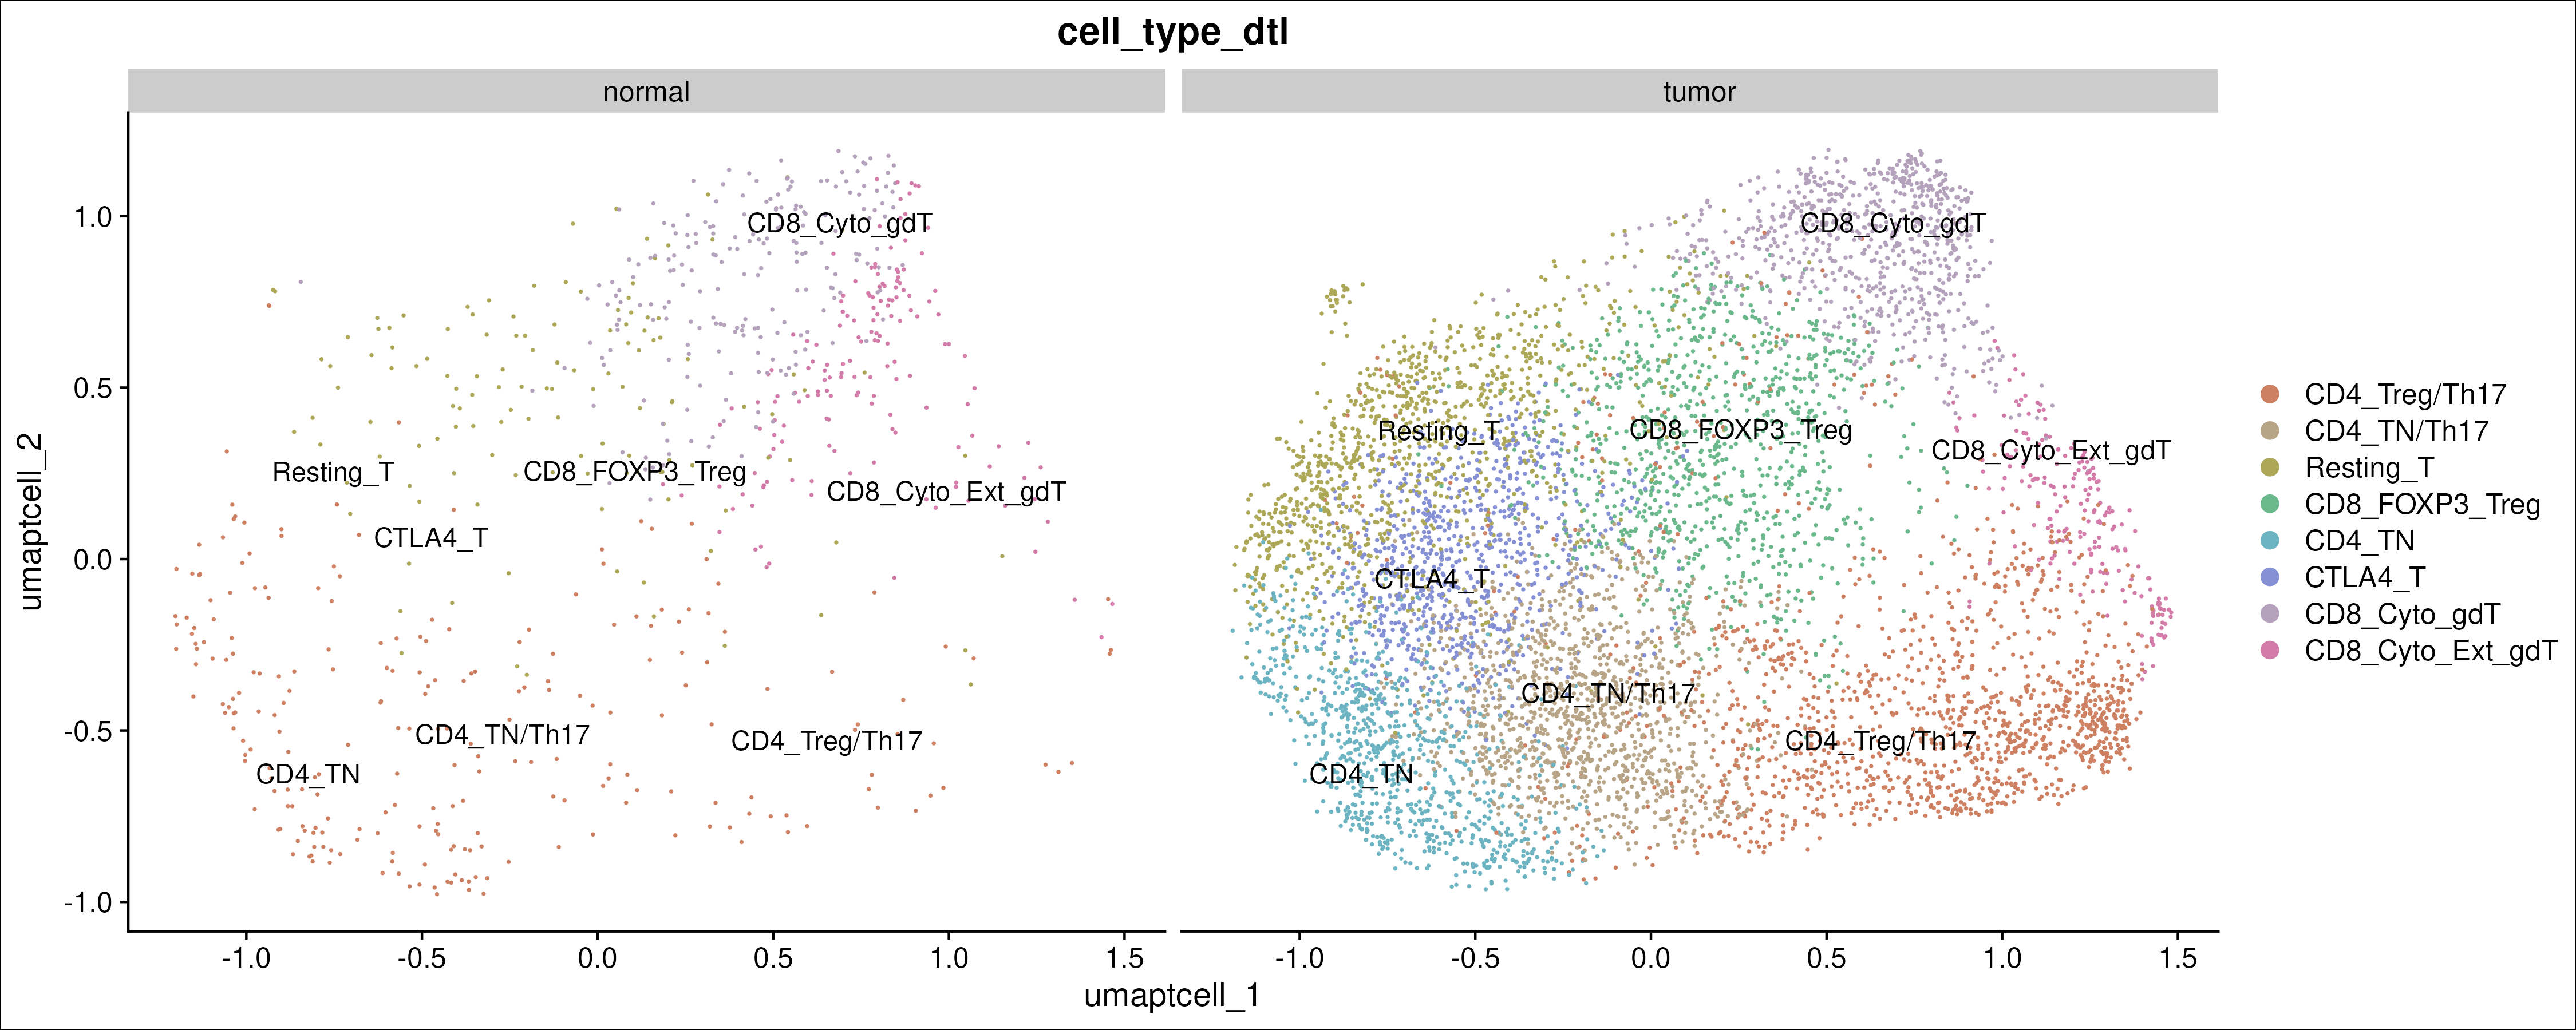 cell_type_dtl
normal
tumor
umaptcell_2
1.0
0.5
0.0
-0.5
-1.0
CD8_Cyto_gdT
Resting_T
CD8_FOXP3_Treg
CD8_Cyto_Ext_gdT
CTLA4_T
CD4_TN/Th17
CD4_Treg/Th17
CD4_TN
CD8_Cyto_gdT
Resting_T
CD8_FOXP3_Treg
CD8_Cyto_Ext_gdT
CTLA4_T
CD4_TN/Th17
CD4_Treg/Th17
CD4_TN
-1.0 -0.5 0.0 0.5 1.0 1.5
-1.0 -0.5 0.0 0.5 1.0 1.5
umaptcell_1
CD4_Treg/Th17
CD4_TN/Th17
Resting_T
CD8_FOXP3_Treg
CD4_TN
CTLA4_T
CD8_Cyto_gdT
CD8_Cyto_Ext_gdT